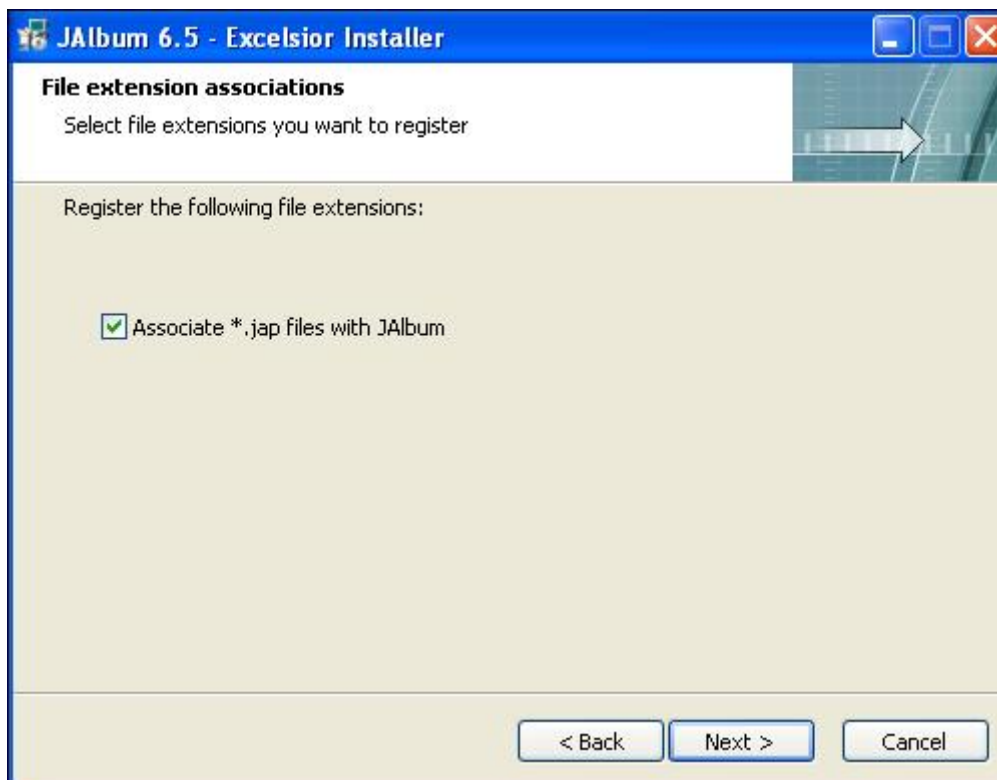 JAlbum 6.5 - Excelsior Installer
File extension associations
Select file extensions you want to register
Register the following file extensions:
Associate *.jap files with JAlbum
< Back Next > Cancel